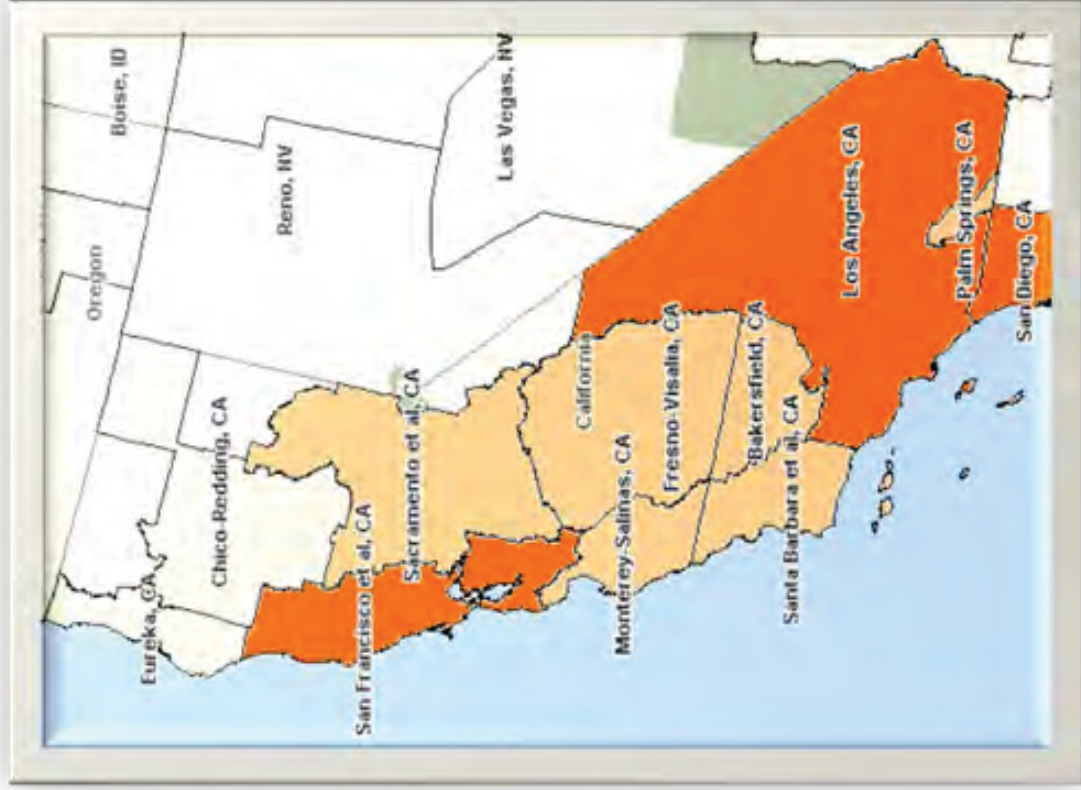 Boise, ID
Oregon
Reno, NV
Las Vegas, NV
Eureka, CA
Chico-Redding, CA
San Francisco et al, CA
Sacramento et al, CA
California
Monterey-Salinas, CA
Fresno-Visalia, CA
Bakersfield, CA
Santa Barbara et al, CA
Los Angeles, CA
Palm Springs, CA
San Diego, CA